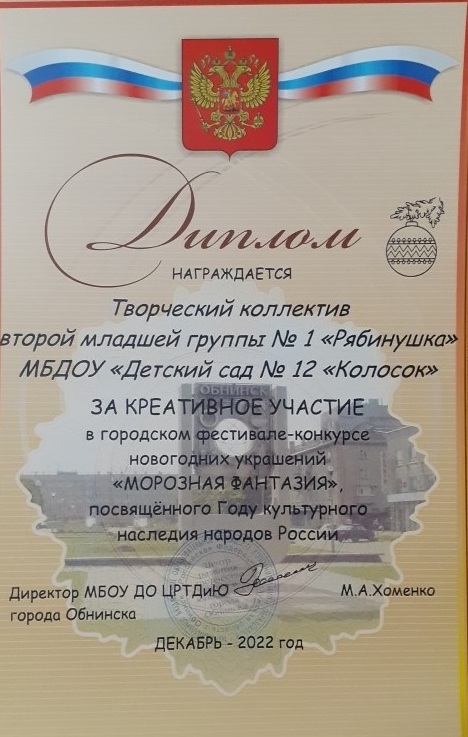 Диплом
НАГРАЖДАЕТСЯ
Творческий коллектив
второй младшей группы № 1 «Рябинушка»
МБДОУ «Детский сад № 12 «Колосок»
ОБНИНСК
ЗА КРЕАТИВНОЕ УЧАСТИЕ
в городском фестивале-конкурсе
новогодних украшений
«МОРОЗНАЯ ФАНТАЗИЯ»,
посвящённого Году культурного
наследия народов России
Директор МБОУ ДО ЦРТДиЮ М.А.Хоменко
города Обнинска
ДЕКАБРЬ - 2022 год